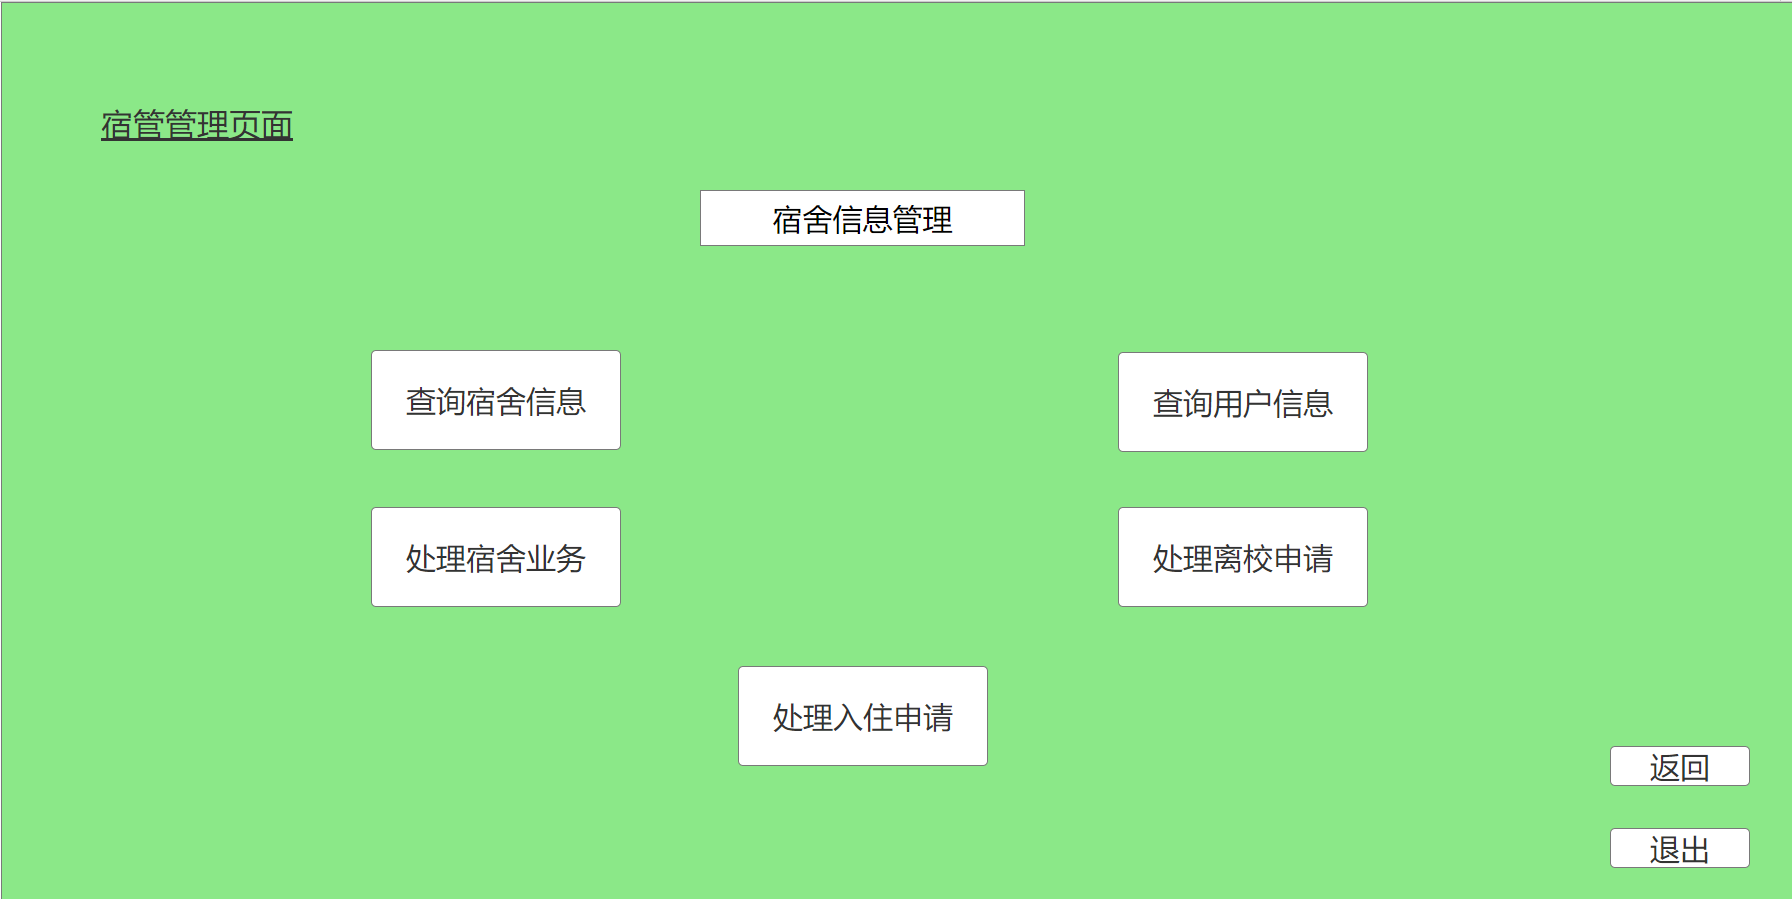 宿管管理页面
宿舍信息管理
查询宿舍信息
查询用户信息
处理宿舍业务
处理离校申请
处理入住申请
返回
退出